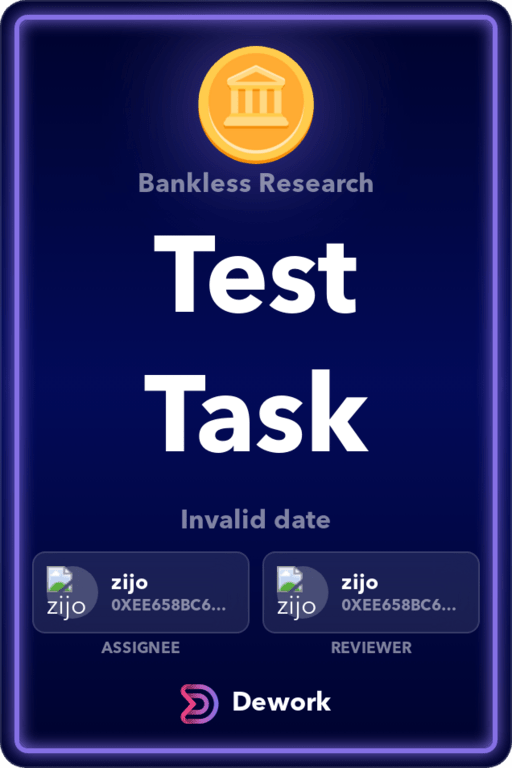 Bankless Research
Test
Task
Invalid date
zijo
zijo
0XEE658BC6...
zijo
zijo
0XEE658BC6...
ASSIGNEE
REVIEWER
Dework